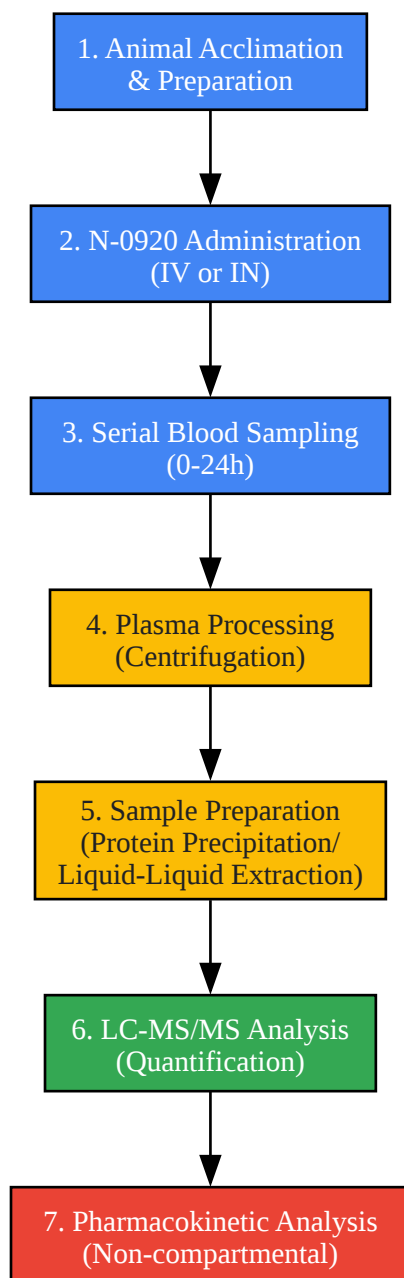 1. Animal Acclimation
& Preparation
2. N-0920 Administration
(IV or IN)
3. Serial Blood Sampling
(0-24h)
4. Plasma Processing
(Centrifugation)
5. Sample Preparation
(Protein Precipitation/
Liquid-Liquid Extraction)
6. LC-MS/MS Analysis
(Quantification)
7. Pharmacokinetic Analysis
(Non-compartmental)